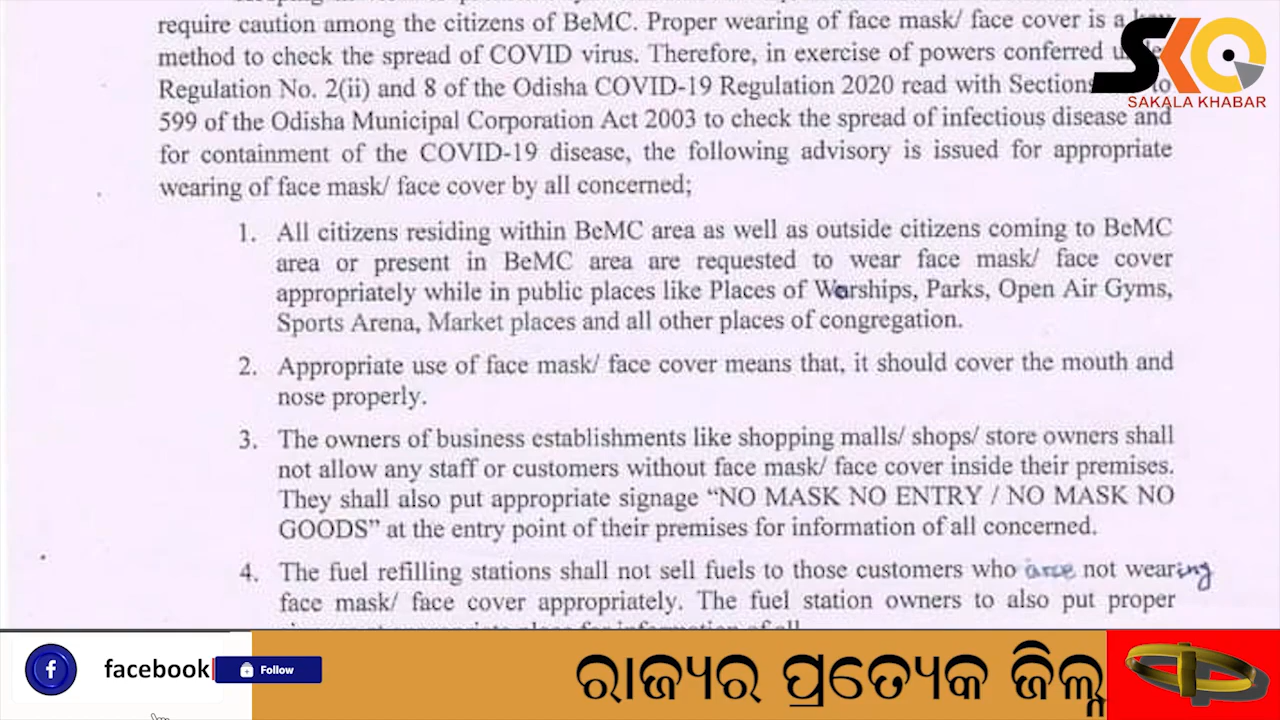 require caution among the citizens of BeMC. Proper wearing of face mask/ face cover is a key
method to check the spread of COVID virus. Therefore, in exercise of powers conferred
Regulation No. 2(ii) and 8 of the Odisha COVID-19 Regulation 2020 read with Sections to
599 of the Odisha Municipal Corporation Act 2003 to check the spread of infectious disease and
for containment of the COVID-19 disease, the following advisory is issued for appropriate
wearing of face mask/ face cover by all concerned;
SKQ
SAKALA KHABAR
1. All citizens residing within BeMC area as well as outside citizens coming to BeMC
area or present in BeMC area are requested to wear face mask/ face cover
appropriately while in public places like Places of Warships, Parks, Open Air Gyms,
Sports Arena, Market places and all other places of congregation.
2. Appropriate use of face mask/ face cover means that, it should cover the mouth and
nose properly.
3. The owners of business establishments like shopping malls/ shops/ store owners shall
not allow any staff or customers without face mask/ face cover inside their premises.
They shall also put appropriate signage “NO MASK NO ENTRY / NO MASK NO
GOODS” at the entry point of their premises for information of all concerned.
4. The fuel refilling stations shall not sell fuels to those customers who are not wearing
face mask/ face cover appropriately. The fuel station owners to also put proper
facebook
Follow
ରାଜ୍ୟର ପ୍ରତ୍ୟେକ ଜିଲ୍ଲ